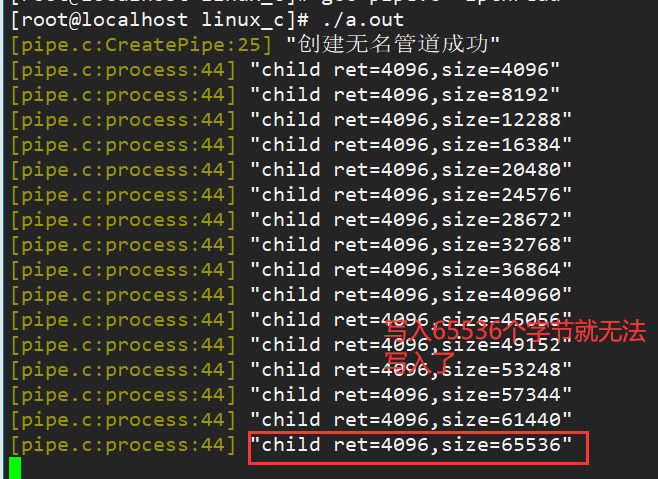 [root@localhost linux_c]# ./a.out
[pipe.c:CreatePipe:25] "创建无名管道成功"
[pipe.c:process:44] "child ret=4096,size=4096"
[pipe.c:process:44] "child ret=4096,size=8192"
[pipe.c:process:44] "child ret=4096,size=12288"
[pipe.c:process:44] "child ret=4096,size=16384"
[pipe.c:process:44] "child ret=4096,size=20480"
[pipe.c:process:44] "child ret=4096,size=24576"
[pipe.c:process:44] "child ret=4096,size=28672"
[pipe.c:process:44] "child ret=4096,size=32768"
[pipe.c:process:44] "child ret=4096,size=36864"
[pipe.c:process:44] "child ret=4096,size=40960"
[pipe.c:process:44] "child ret=4096,size=45056"
写入65536个字节就无法
[pipe.c:process:44] "child ret=4096,size=49152"
写入了
[pipe.c:process:44] "child ret=4096,size=53248"
[pipe.c:process:44] "child ret=4096,size=57344"
[pipe.c:process:44] "child ret=4096,size=61440"
[pipe.c:process:44] "child ret=4096,size=65536"